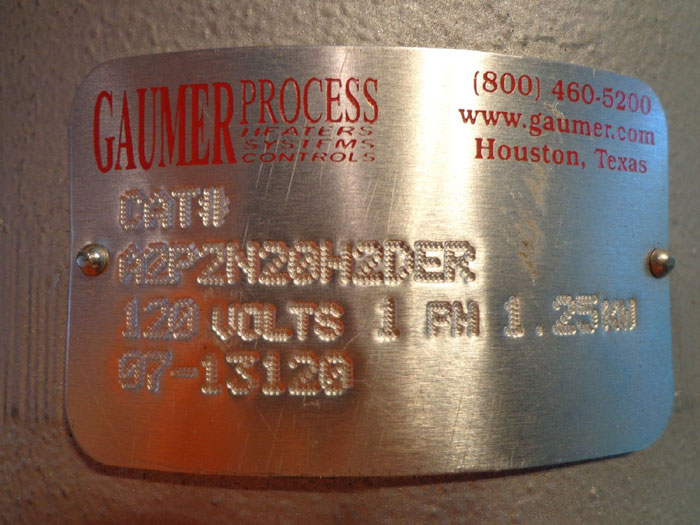 GAUMER PROCESS
HEATERS
SYSTEMS
CONTROLS
(800) 460-5200
www.gaumer.com
Houston, Texas
CAT#
A2PZN20H2DER
120 VOLTS 1 PH 1.25KW
07-13120